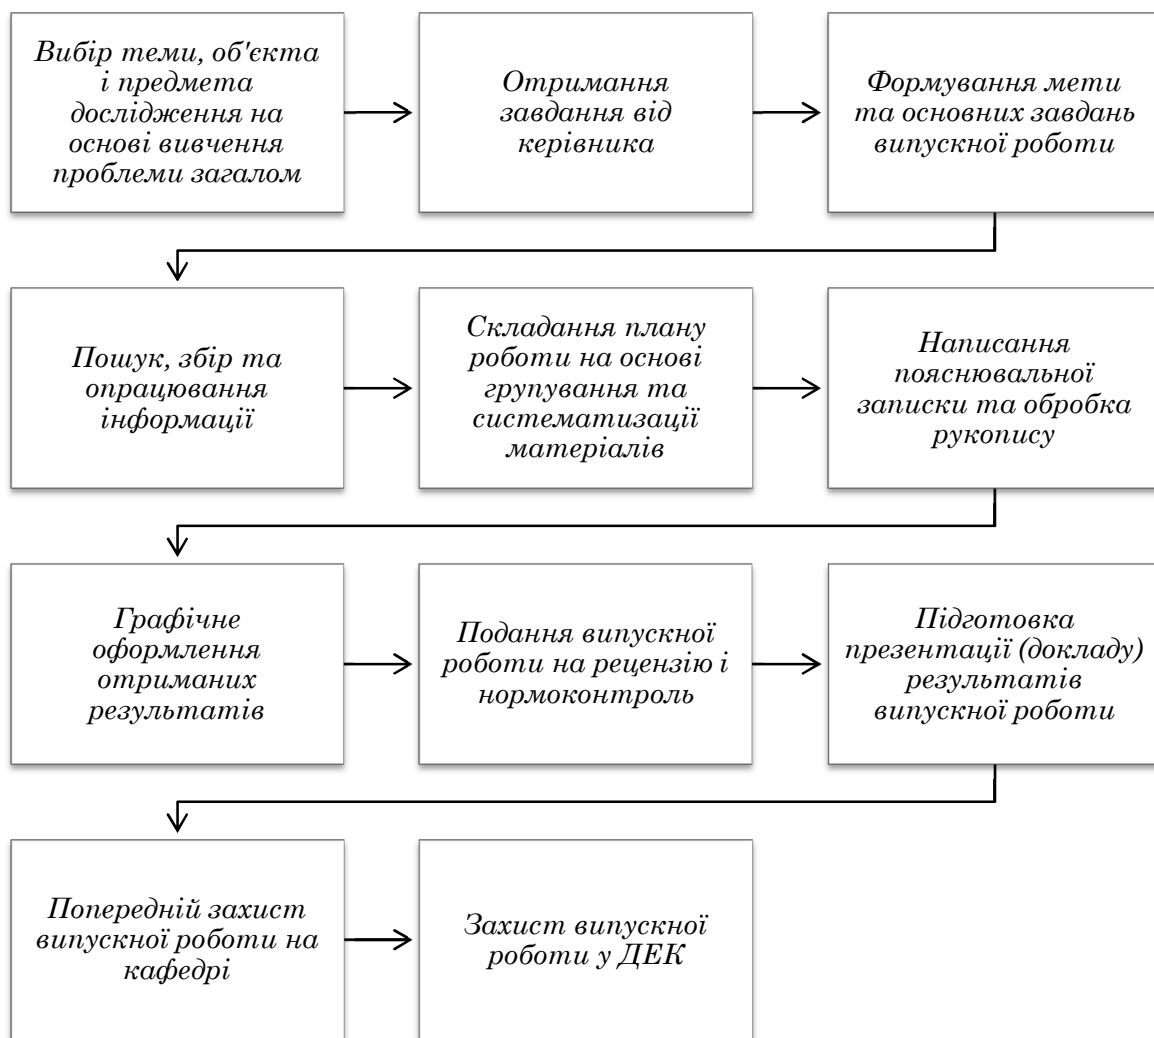 Вибір теми, об'єкта
і предмета
дослідження на
основі вивчення
проблеми загалом
Отримання
завдання від
керівника
Формування мети
та основних завдань
випускної роботи
Пошук, збір та
опрацювання
інформації
Складання плану
роботи на основі
групування та
систематизації
матеріалів
Написання
пояснювальної
записки та обробка
рукопису
Графічне
оформлення
отриманих
результатів
Подання випускної
роботи на рецензію і
нормоконтроль
Підготовка
презентації (докладу)
результатів
випускної роботи
Попередній захист
випускної роботи на
кафедрі
Захист випускної
роботи у ДЕК